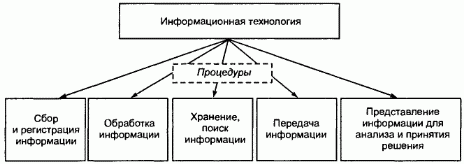 Информационная технология
Процедуры
Сбор
и регистрация
информации
Обработка
информации
Хранение,
поиск
информации
Передача
информации
Представление
информации для
анализа и принятия
решения